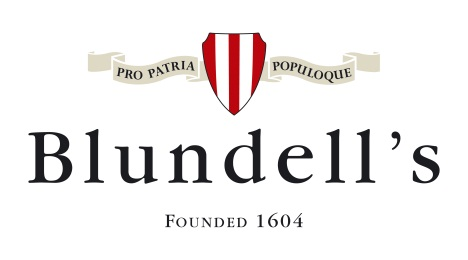 PRO PATRIA POPULOQUE
Blundell's
FOUNDED 1604